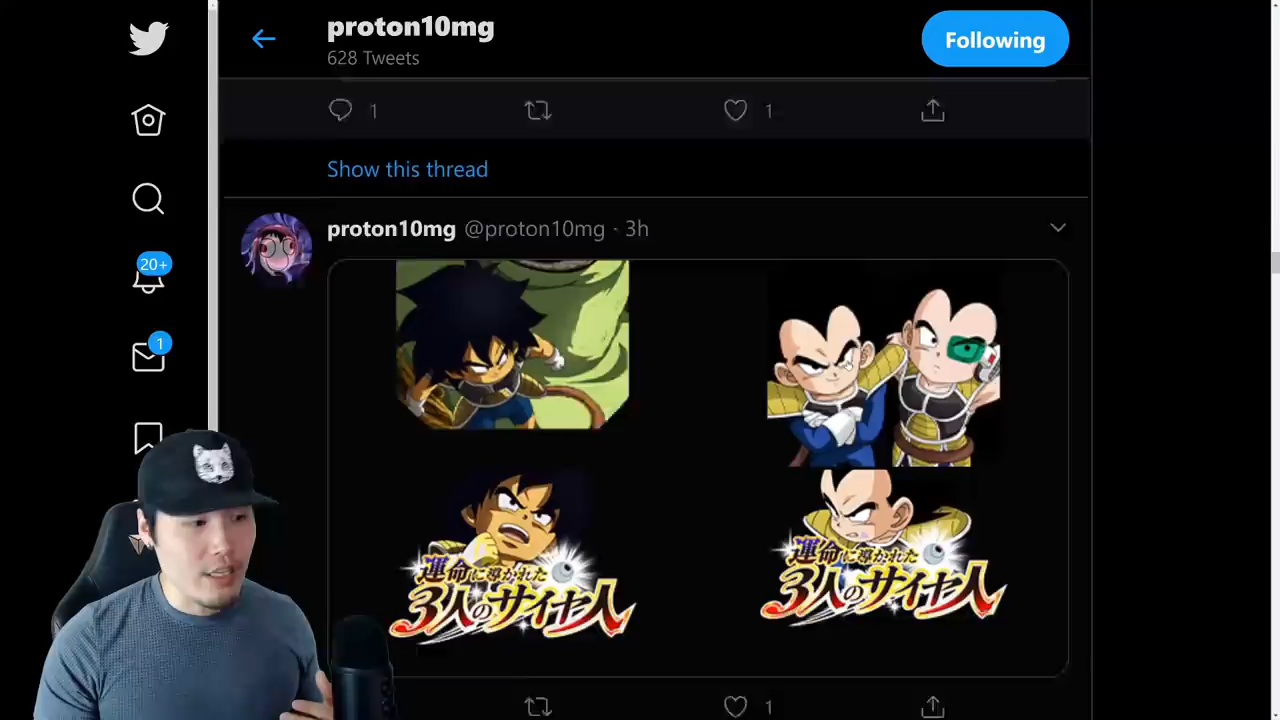 proton10mg
628 Tweets
Following
1
1
Show this thread
proton10mg @proton10mg · 3h
20+
1
運命に導かれた
3人のサイヤ人
運命に導かれた
3人のサイヤ人
1